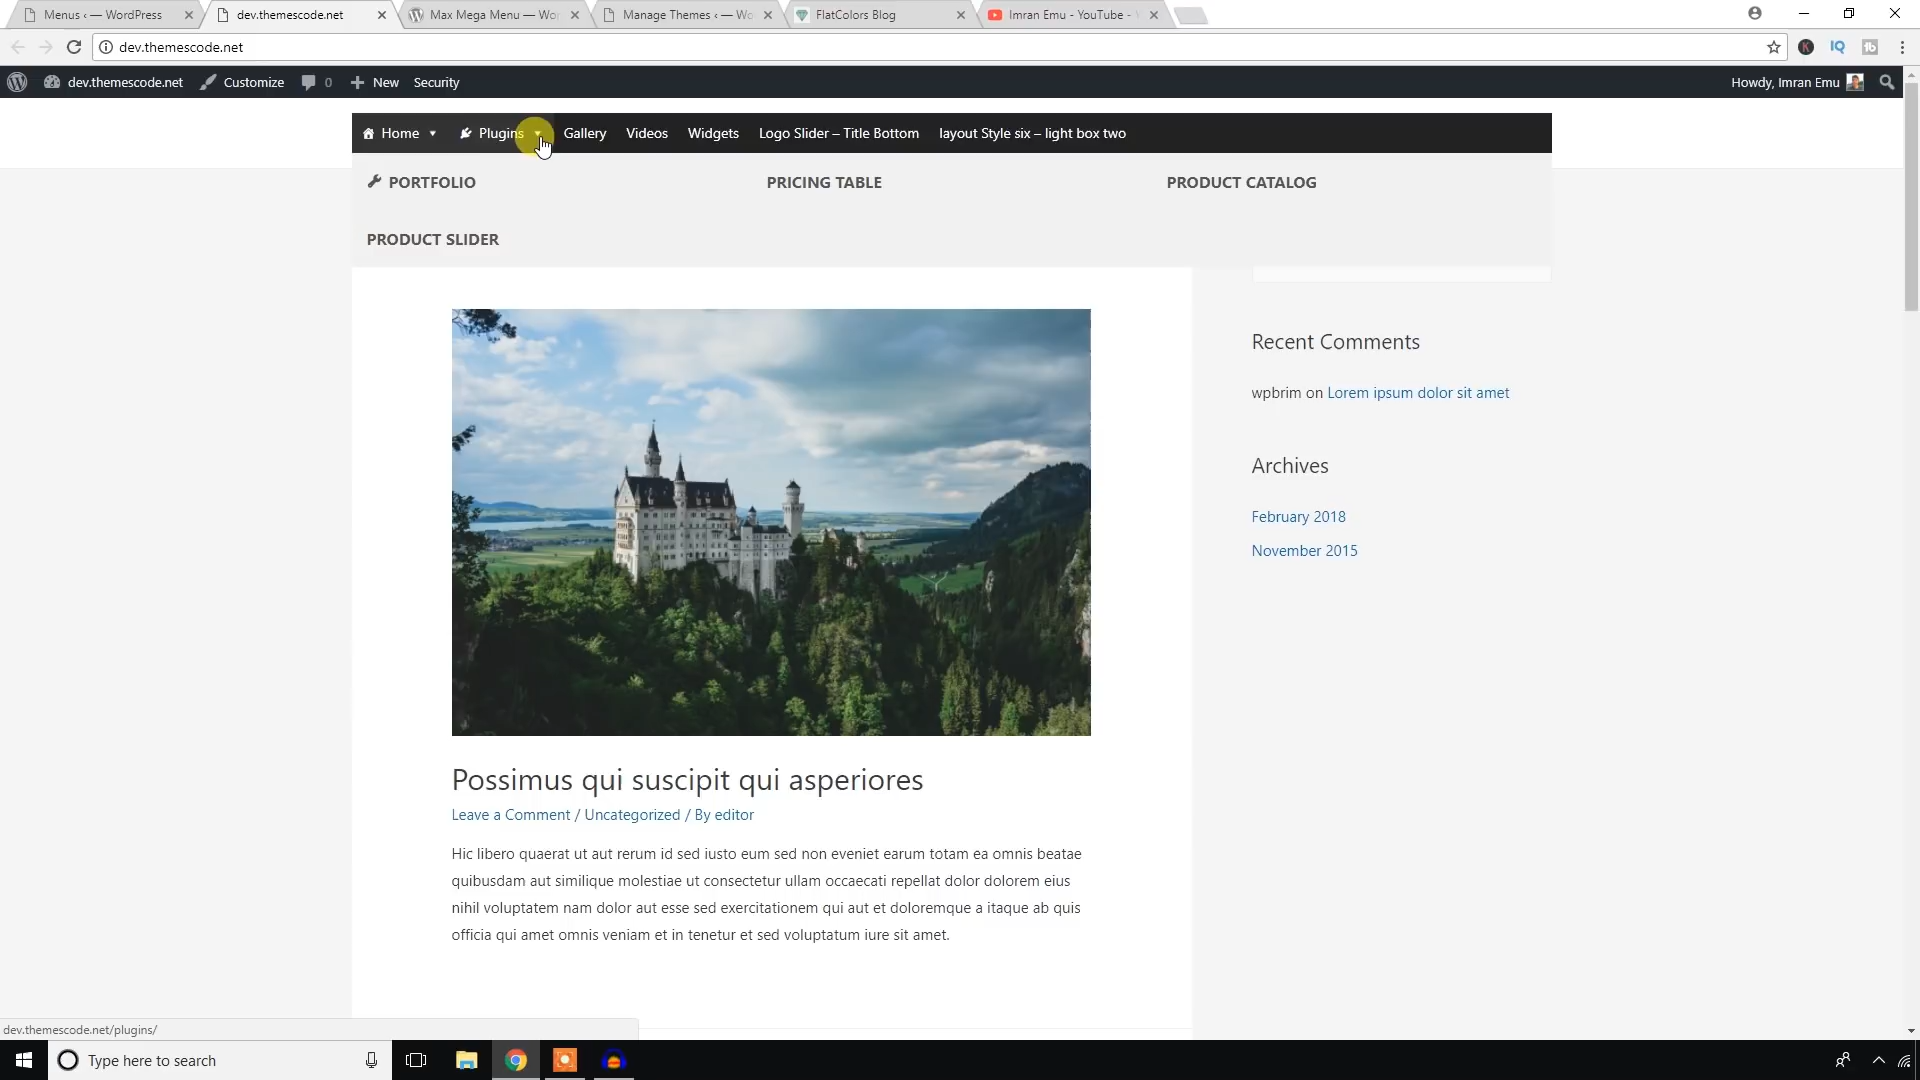 Menus ‹ — WordPress
dev.themescode.net
Max Mega Menu — Wor
Manage Themes ‹ — Wo
FlatColors Blog
Imran Emu - YouTube -
dev.themescode.net
dev.themescode.net
Customize
0
New
Security
Howdy, Imran Emu
Home
Plugins
Gallery
Videos
Widgets
Logo Slider – Title Bottom
layout Style six – light box two
PORTFOLIO
PRICING TABLE
PRODUCT CATALOG
PRODUCT SLIDER
Recent Comments
wpbrim on Lorem ipsum dolor sit amet
Archives
February 2018
November 2015
Possimus qui suscipit qui asperiores
Leave a Comment / Uncategorized / By editor
Hic libero quaerat ut aut rerum id sed iusto eum sed non eveniet earum totam ea omnis beatae
quibusdam aut similique molestiae ut consectetur ullam occaecati repellat dolor dolorem eius
nihil voluptatem nam dolor aut esse sed exercitationem qui aut et doloremque a itaque ab quis
officia qui amet omnis veniam et in tenetur et sed voluptatum iure sit amet.
dev.themescode.net/plugins/
Type here to search